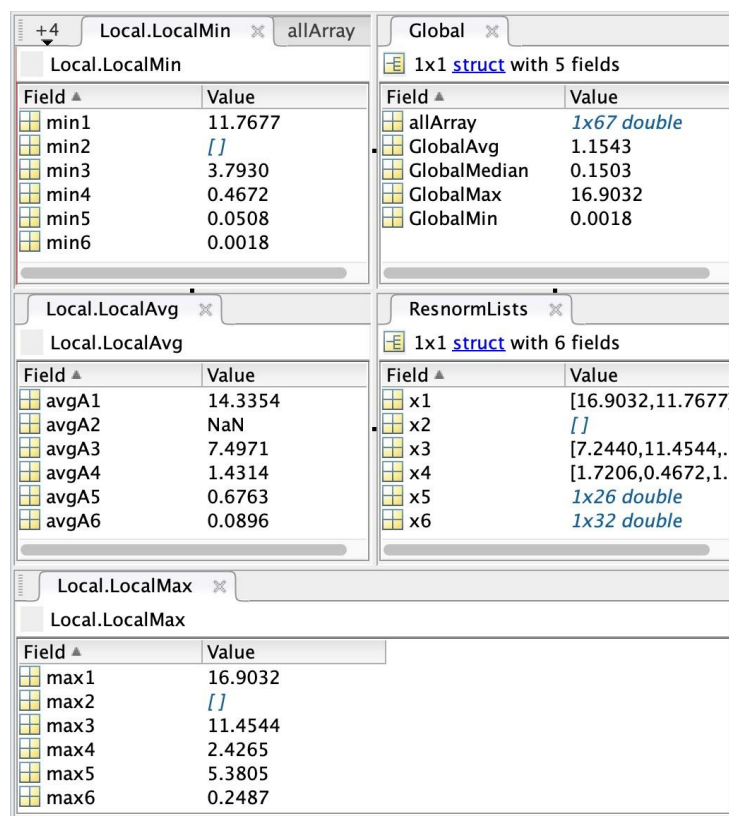 +4 Local.LocalMin allArray
Local.LocalMin
Field Value
min1 11.7677
min2 []
min3 3.7930
min4 0.4672
min5 0.0508
min6 0.0018
Global
1x1 struct with 5 fields
Field Value
allArray 1x67 double
GlobalAvg 1.1543
GlobalMedian 0.1503
GlobalMax 16.9032
GlobalMin 0.0018
Local.LocalAvg
Local.LocalAvg
Field Value
avgA1 14.3354
avgA2 NaN
avgA3 7.4971
avgA4 1.4314
avgA5 0.6763
avgA6 0.0896
ResnormLists
1x1 struct with 6 fields
Field Value
x1 [16.9032,11.7677]
x2 []
x3 [7.2440,11.4544,..
x4 [1.7206,0.4672,1.
x5 1x26 double
x6 1x32 double
Local.LocalMax
Local.LocalMax
Field Value
max1 16.9032
max2 []
max3 11.4544
max4 2.4265
max5 5.3805
max6 0.2487